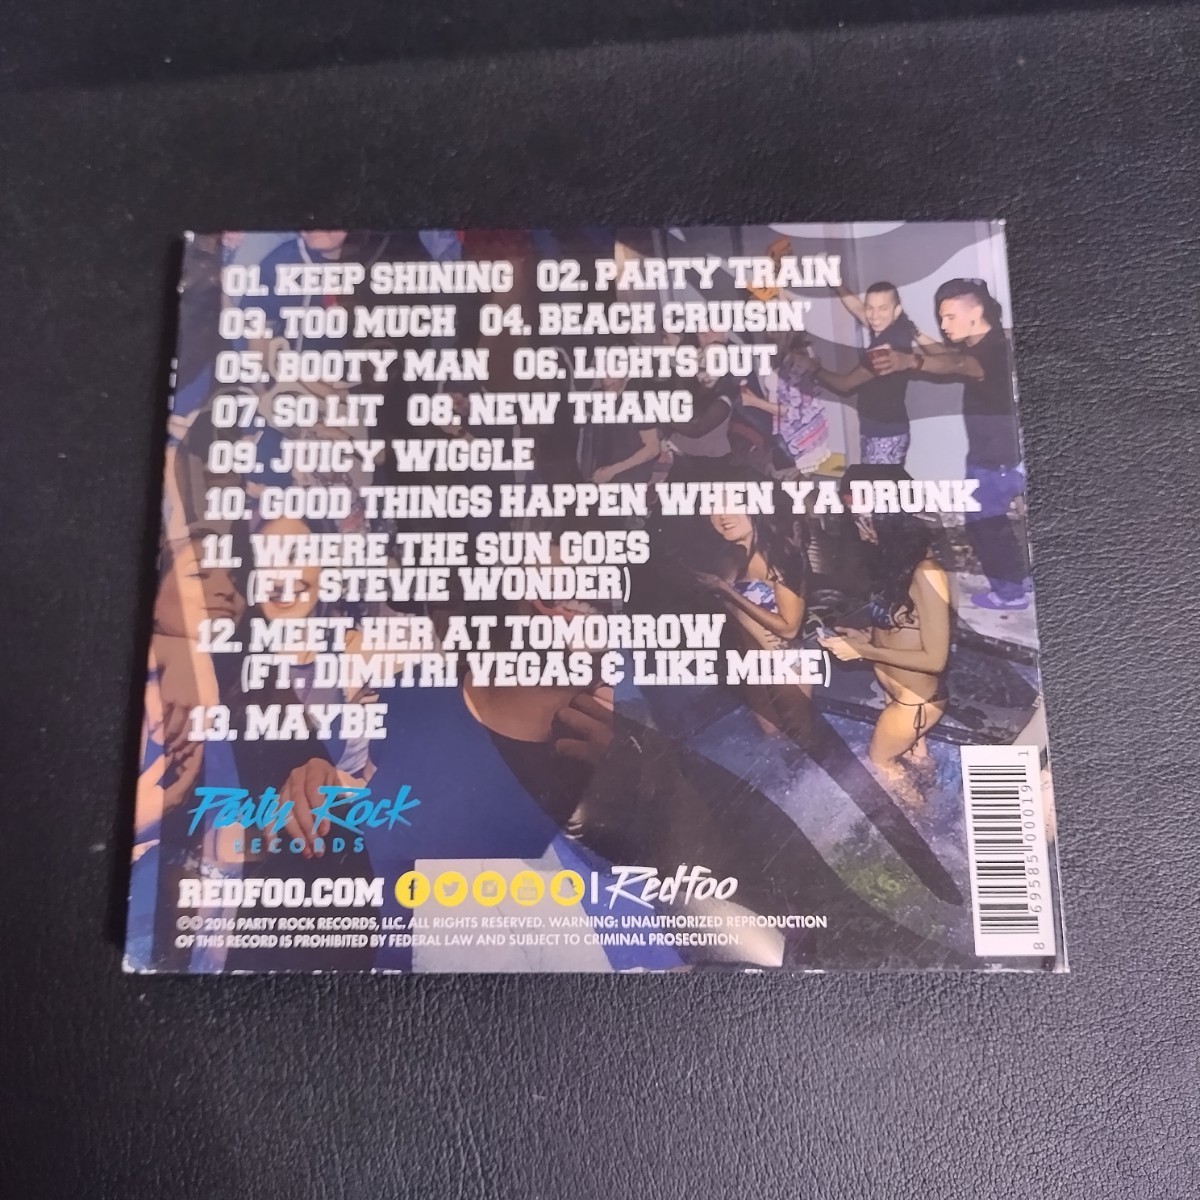 01. KEEP SHINING 02. PARTY TRAIN
03. TOO MUCH 04. BEACH CRUISIN'
05. BOOTY MAN 06. LIGHTS OUT
07. SO LIT 08. NEW THANG
09. JUICY WIGGLE
10. GOOD THINGS HAPPEN WHEN YA DRUNK
11. WHERE THE SUN GOES
(FT. STEVIE WONDER)
12. MEET HER AT TOMORROW
(FT. DIMITRI VEGAS & LIKE MIKE)
13. MAYBE
Party Rock
RECORDS
REDFOO.COM | Redfoo
℗© 2016 PARTY ROCK RECORDS, LLC. ALL RIGHTS RESERVED. WARNING: UNAUTHORIZED REPRODUCTION
OF THIS RECORD IS PROHIBITED BY FEDERAL LAW AND SUBJECT TO CRIMINAL PROSECUTION.
8 69585 00019 1